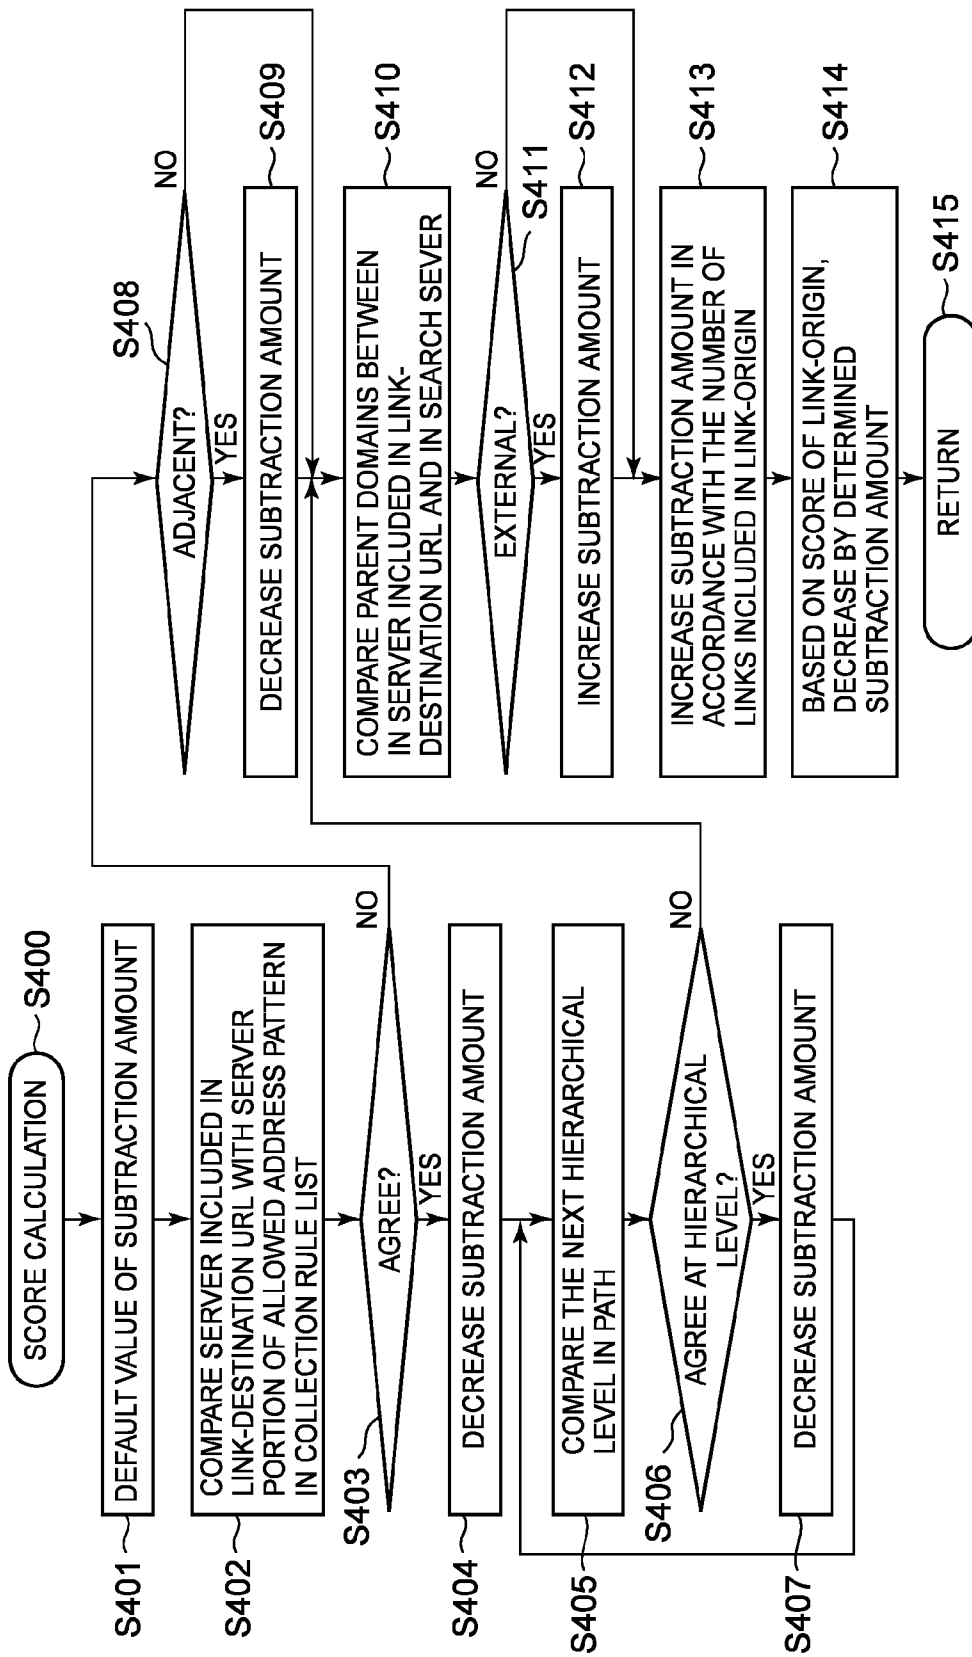 SCORE CALCULATION
S400
DEFAULT VALUE OF SUBTRACTION AMOUNT
S401
COMPARE SERVER INCLUDED IN
LINK-DESTINATION URL WITH SERVER
PORTION OF ALLOWED ADDRESS PATTERN
IN COLLECTION RULE LIST
S402
AGREE?
NO
YES
S403
DECREASE SUBTRACTION AMOUNT
S404
COMPARE THE NEXT HIERARCHICAL
LEVEL IN PATH
S405
AGREE AT HIERARCHICAL
LEVEL?
NO
YES
S406
DECREASE SUBTRACTION AMOUNT
S407
ADJACENT?
NO
YES
S408
DECREASE SUBTRACTION AMOUNT
S409
COMPARE PARENT DOMAINS BETWEEN
IN SERVER INCLUDED IN LINK-
DESTINATION URL AND IN SEARCH SEVER
S410
EXTERNAL?
NO
YES
S411
INCREASE SUBTRACTION AMOUNT
S412
INCREASE SUBTRACTION AMOUNT IN
ACCORDANCE WITH THE NUMBER OF
LINKS INCLUDED IN LINK-ORIGIN
S413
BASED ON SCORE OF LINK-ORIGIN,
DECREASE BY DETERMINED
SUBTRACTION AMOUNT
S414
RETURN
S415